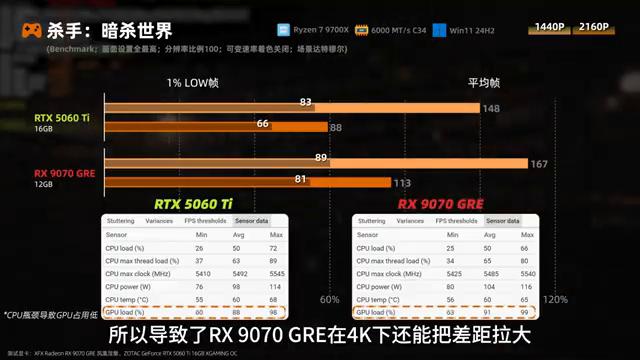 杀手：暗杀世界
Ryzen 7 9700X 6000 MT/s C34 Win11 24H2 1440P 2160P
(Benchmark；画面设置全最高；分辨率比例100；可变速率着色关闭；场景达特穆尔)
1% LOW帧 平均帧
RTX 5060 Ti
16GB
83 148
66 88
RX 9070 GRE
12GB
89 167
81 113
RTX 5060 Ti RX 9070 GRE
Stuttering Variances FPS thresholds Sensor data Stuttering Variances FPS thresholds Sensor data
Sensor Min Avg Max Sensor Min Avg Max
CPU load (%) 26 50 72 CPU load (%) 25 50 66
CPU max thread load (%) 37 63 89 CPU max thread load (%) 34 65 80
CPU max clock (MHz) 5410 5492 5545 CPU max clock (MHz) 5425 5485 5540
CPU power (W) 76 98 114 CPU power (W) 80 94 116
CPU temp (°C) 55 60 68 CPU temp (°C) 56 60 68
GPU load (%) 60 88 98 GPU load (%) 63 91 99
60% 120%
*CPU瓶颈导致GPU占用低
所以导致了RX 9070 GRE在4K下还能把差距拉大
测试显卡：XFX Radeon RX 9070 GRE 凤凰涅槃，ZOTAC GeForce RTX 5060 Ti 16GB XGAMING OC